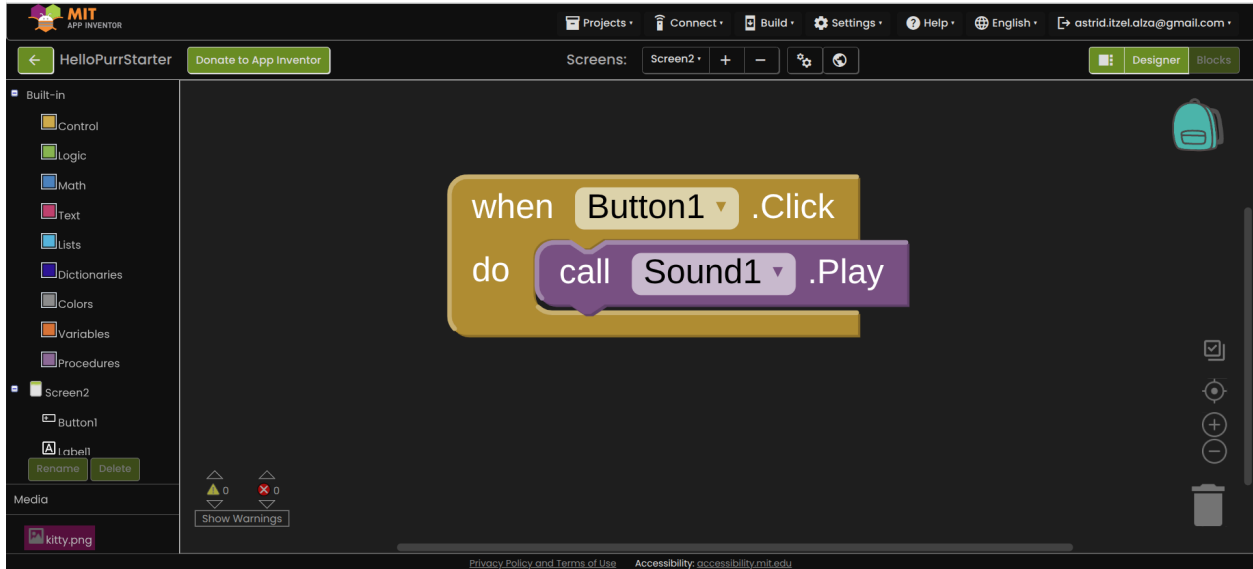 MIT
APP INVENTOR
Projects Connect Build Settings Help English astrid.itzel.alza@gmail.com
HelloPurrStarter Donate to App Inventor Screens: Screen2 + − Designer Blocks
Built-in
Control
Logic
Math
Text
Lists
Dictionaries
Colors
Variables
Procedures
Screen2
Button1
Label1
Rename Delete
Media
kitty.png
when Button1 .Click
do call Sound1 .Play
0 0
Show Warnings
Privacy Policy and Terms of Use Accessibility: accessibility.mit.edu